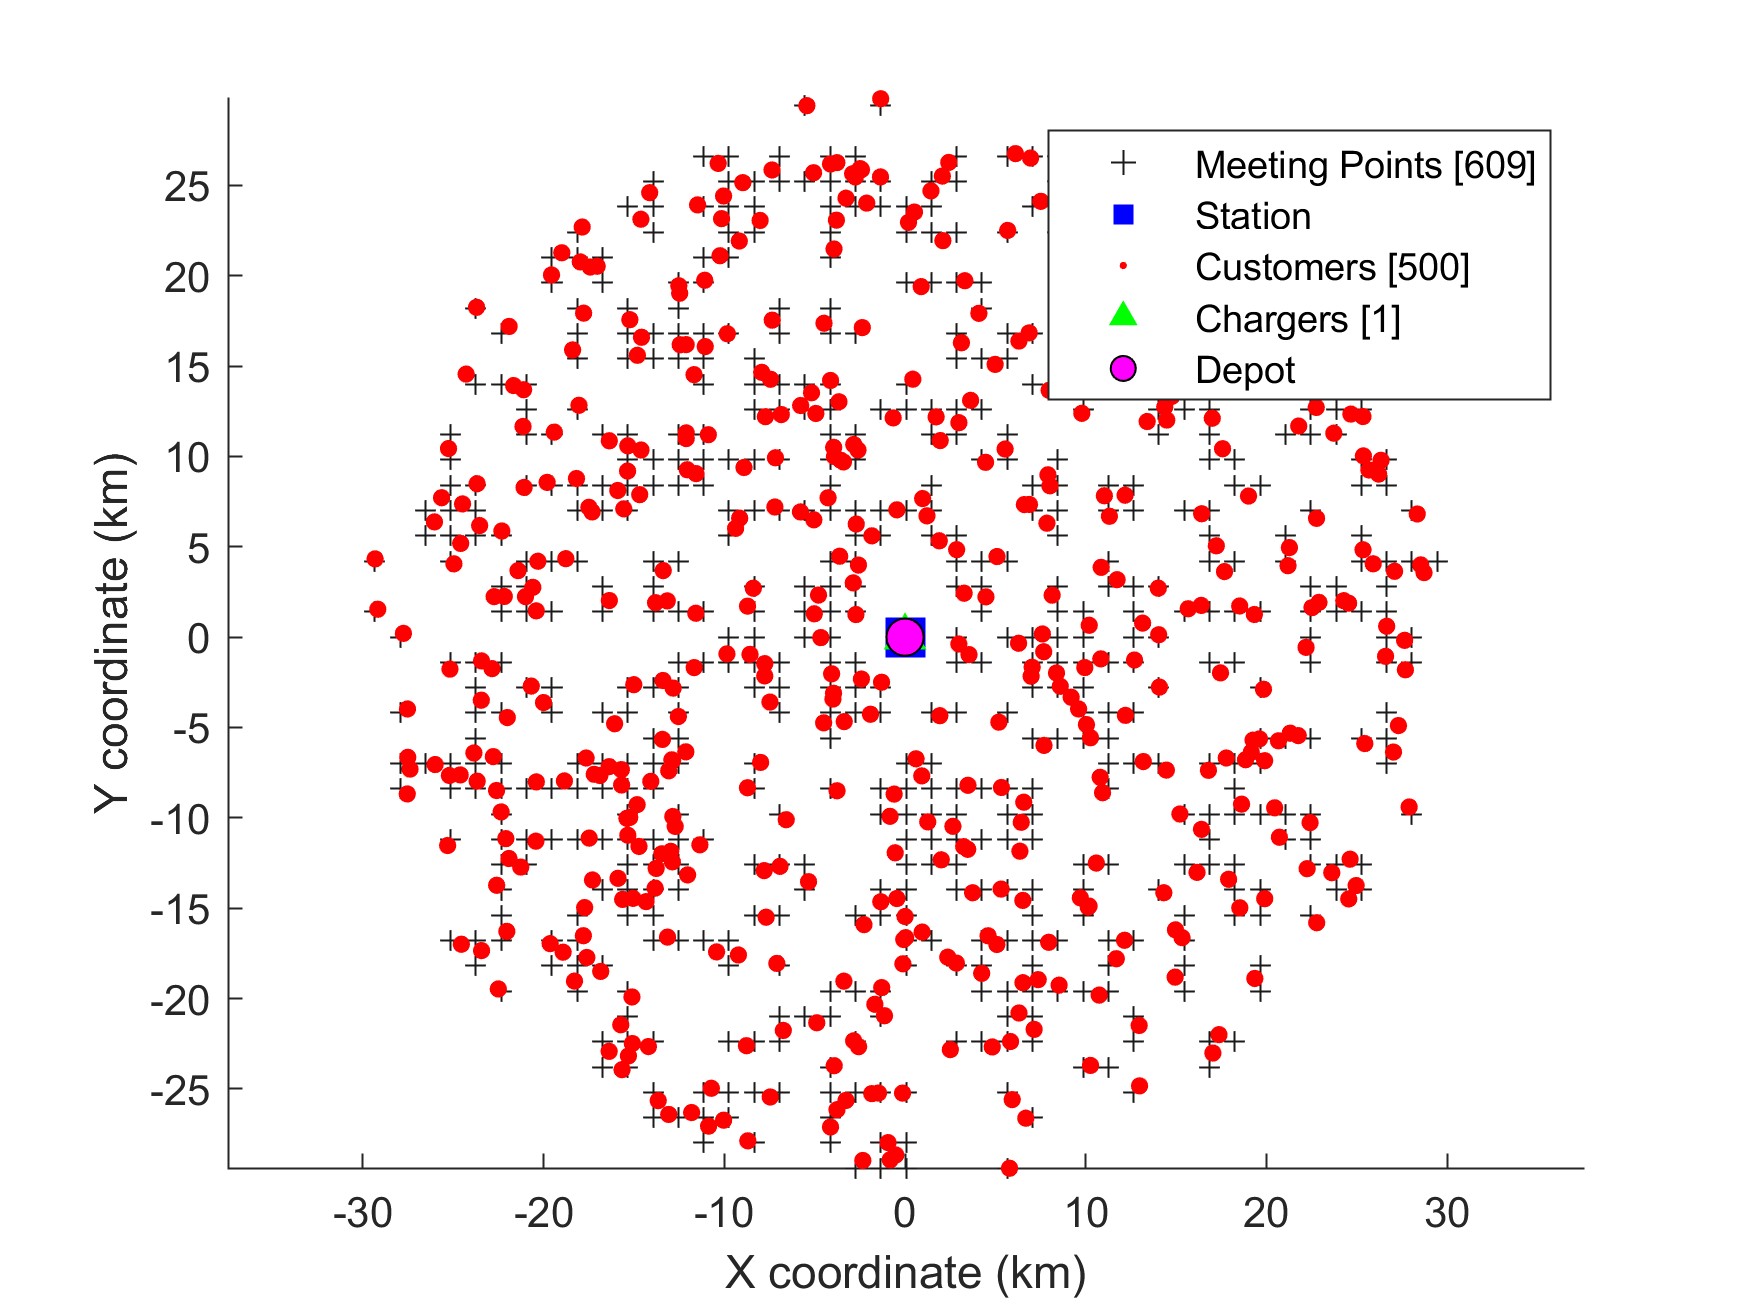 Meeting Points [609]
Station
Customers [500]
Chargers [1]
Depot
25
20
15
10
5
0
-5
-10
-15
-20
-25
Y coordinate (km)
-30 -20 -10 0 10 20 30
X coordinate (km)